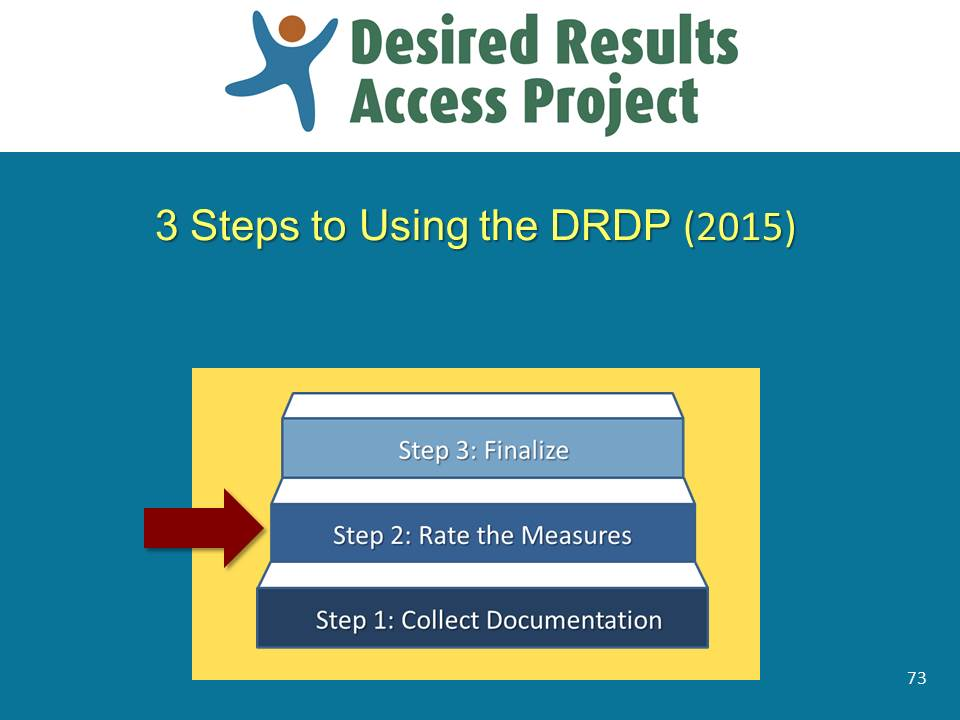 Desired Results
Access Project
3 Steps to Using the DRDP (2015)
Step 3: Finalize
Step 2: Rate the Measures
Step 1: Collect Documentation
73